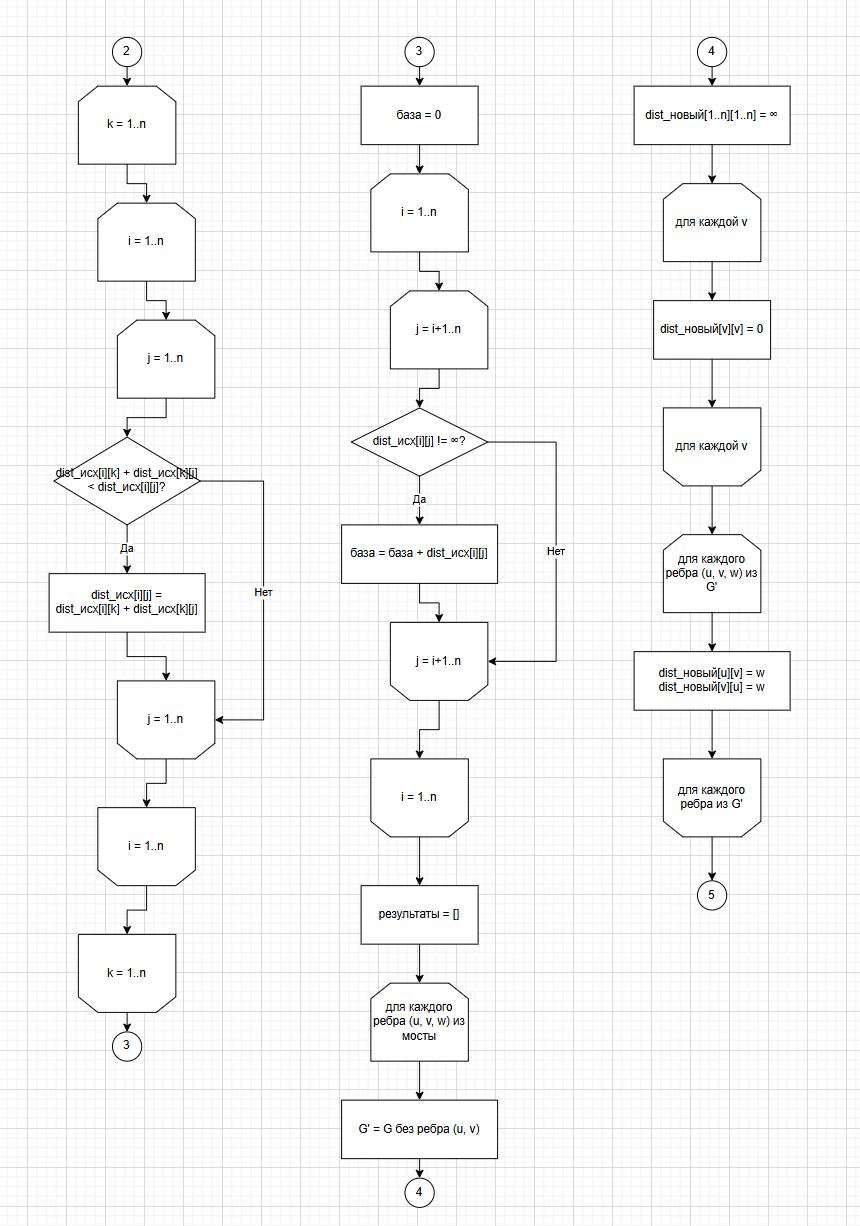 2
k = 1..n
i = 1..n
j = 1..n
dist_исх[i][k] + dist_исх[k][j]
< dist_исх[i][j]?
Да
Нет
dist_исх[i][j] =
dist_исх[i][k] + dist_исх[k][j]
j = 1..n
i = 1..n
k = 1..n
3
3
база = 0
i = 1..n
j = i+1..n
dist_исх[i][j] != ∞?
Да
Нет
база = база + dist_исх[i][j]
j = i+1..n
i = 1..n
результаты = []
для каждого
ребра (u, v, w) из
мосты
G' = G без ребра (u, v)
4
4
dist_новый[1..n][1..n] = ∞
для каждой v
dist_новый[v][v] = 0
для каждой v
для каждого
ребра (u, v, w) из
G'
dist_новый[u][v] = w
dist_новый[v][u] = w
для каждого
ребра из G'
5